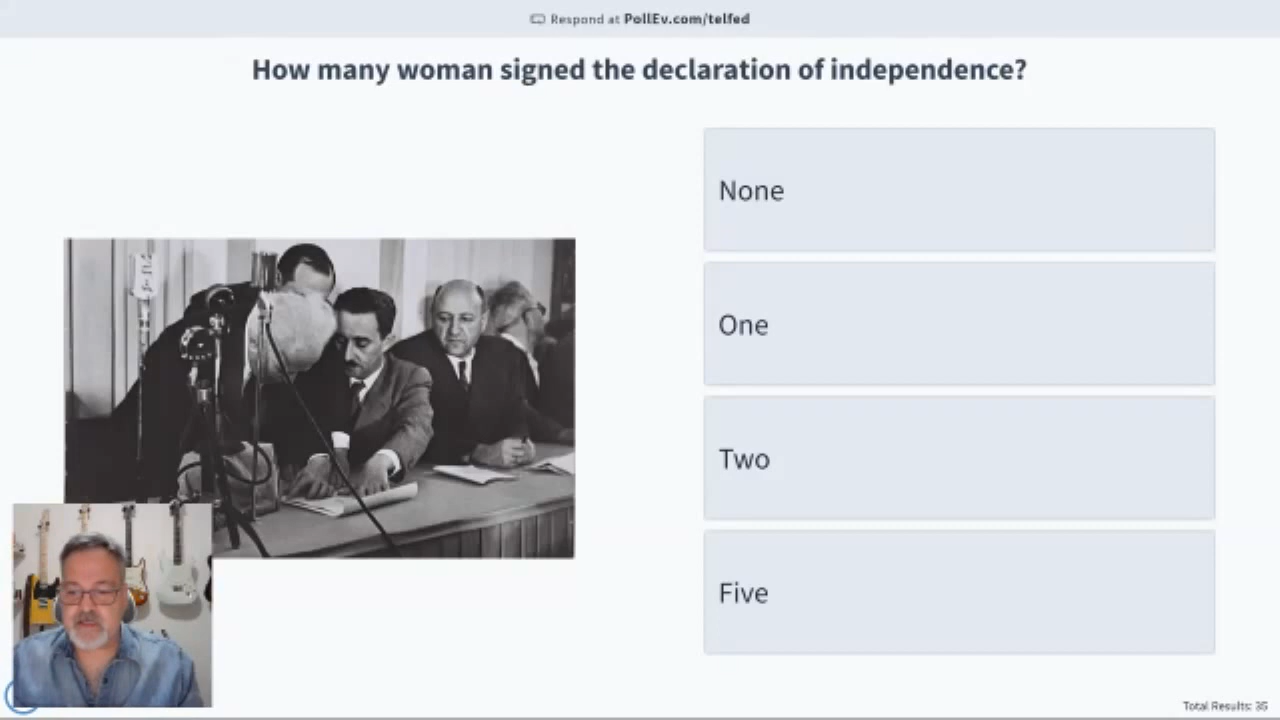 Respond at PollEv.com/telfed
How many woman signed the declaration of independence?
None
One
Two
Five
Total Results: 35